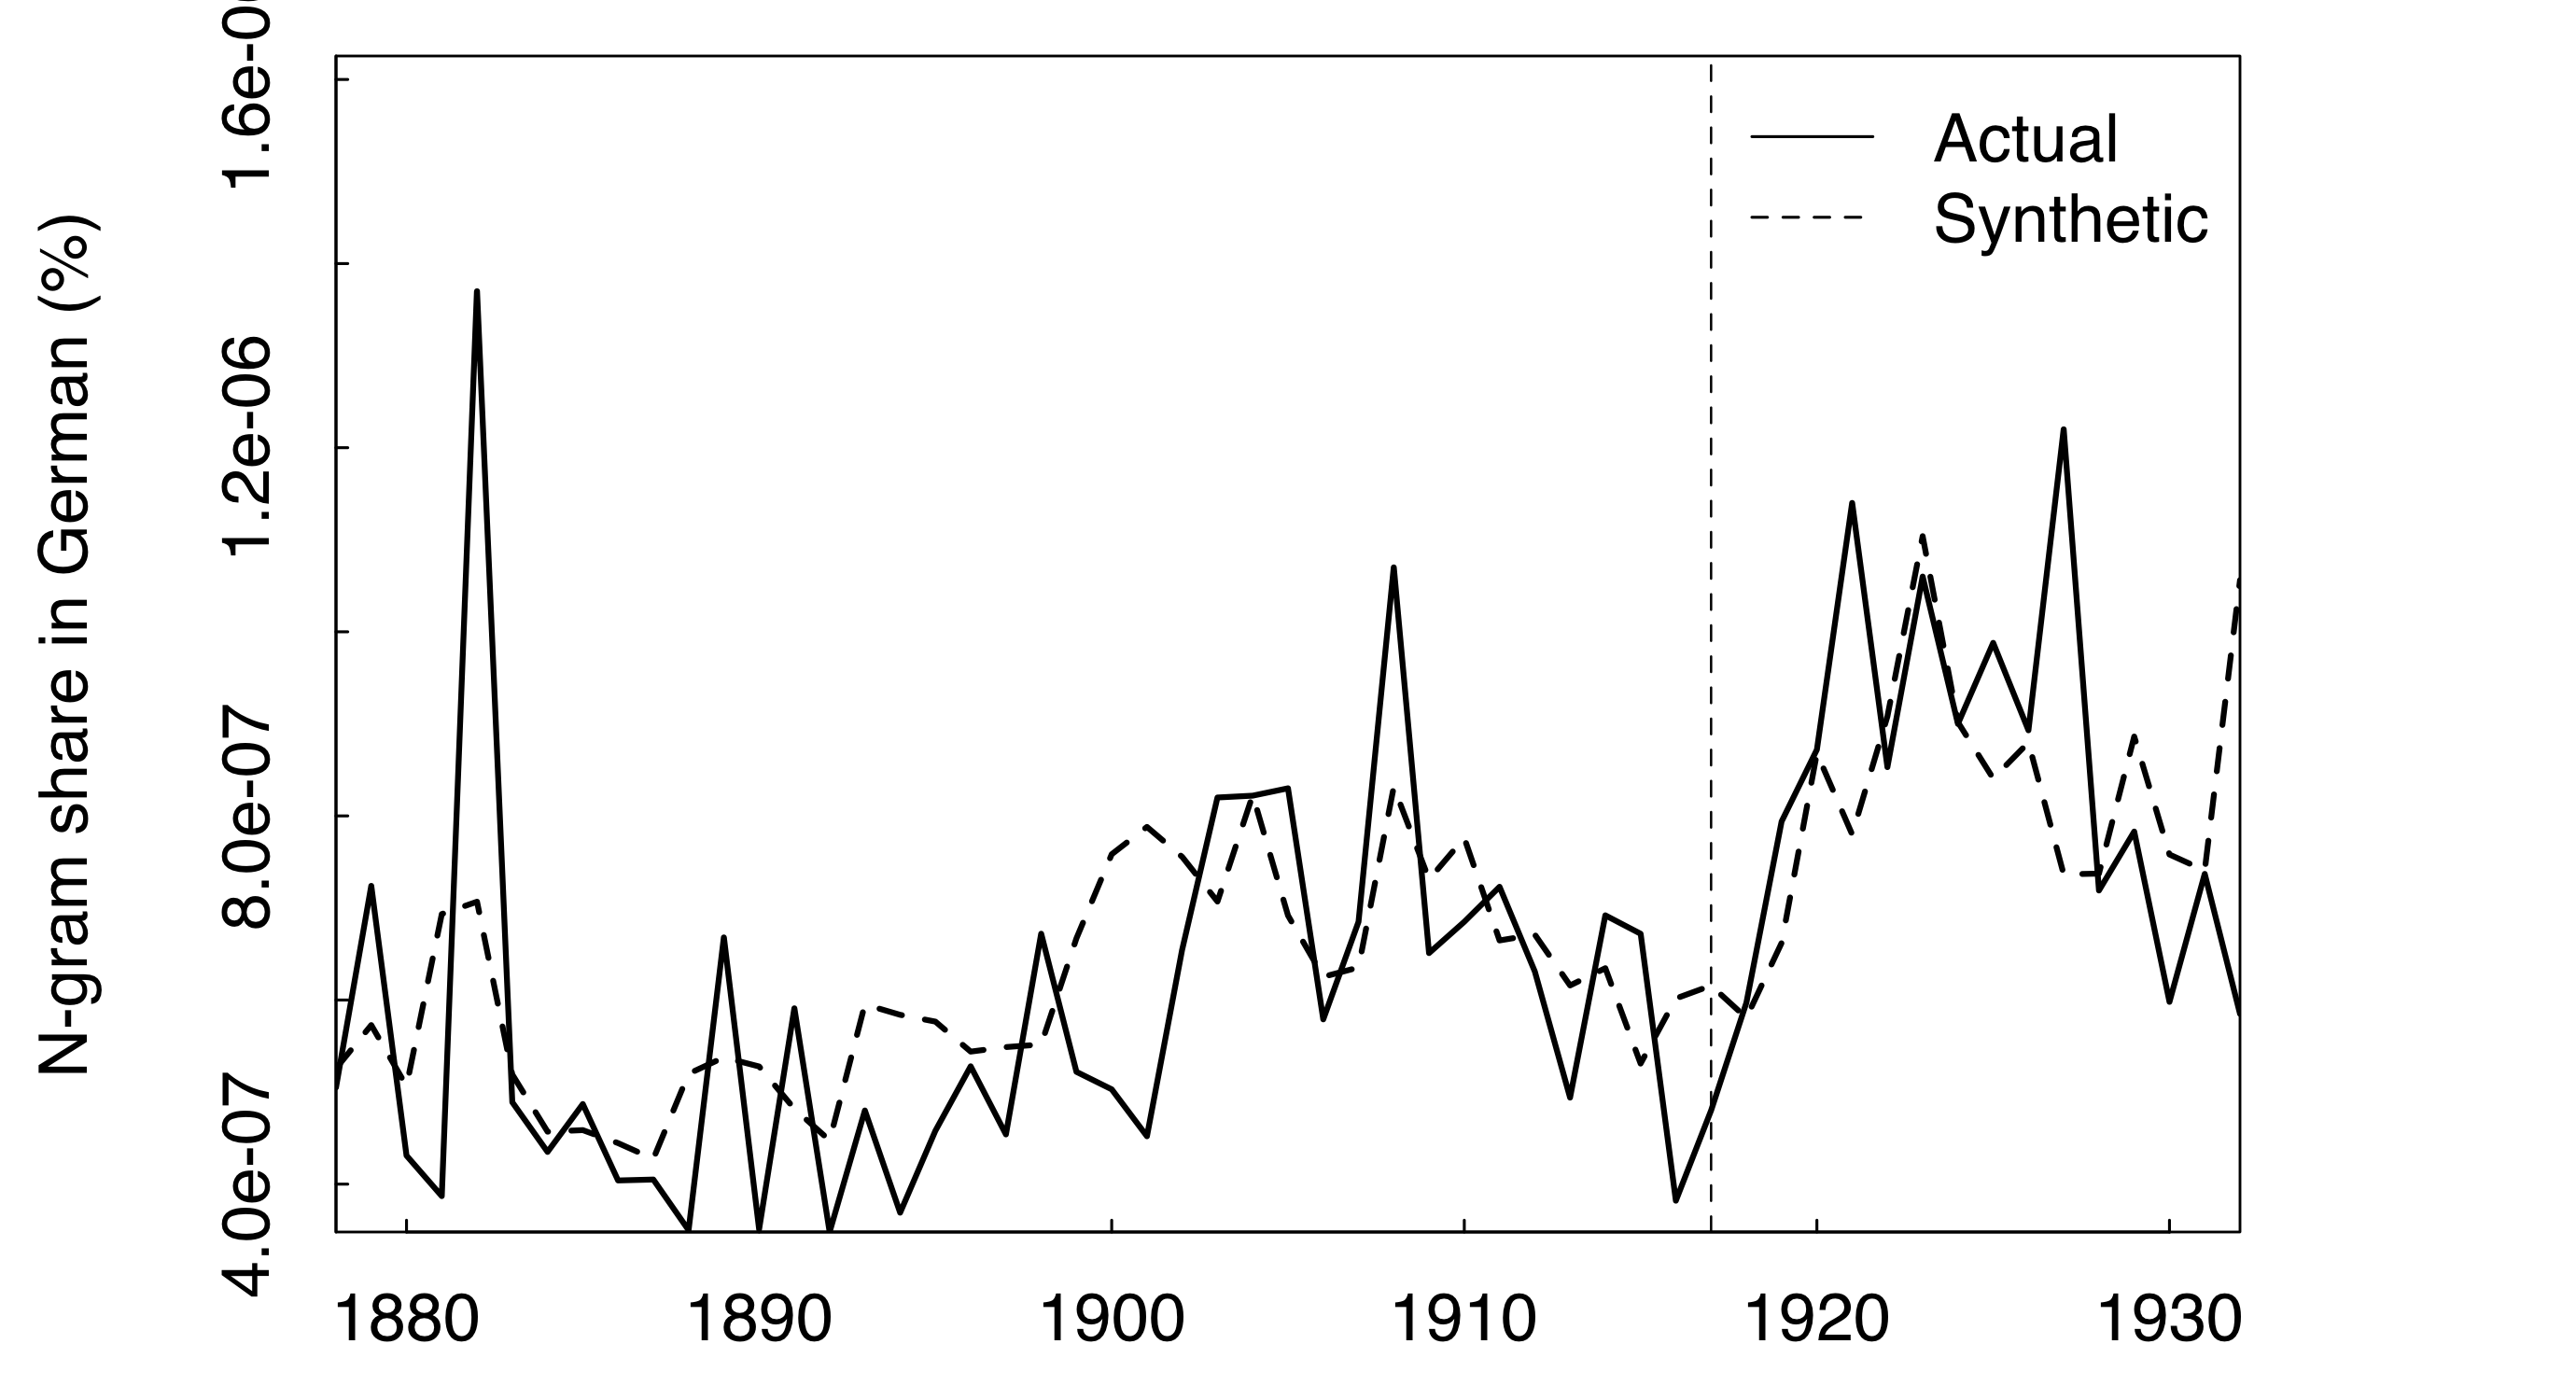 N-gram share in German (%)
1.6e-0
1.2e-06
8.0e-07
4.0e-07
Actual
Synthetic
1880 1890 1900 1910 1920 1930